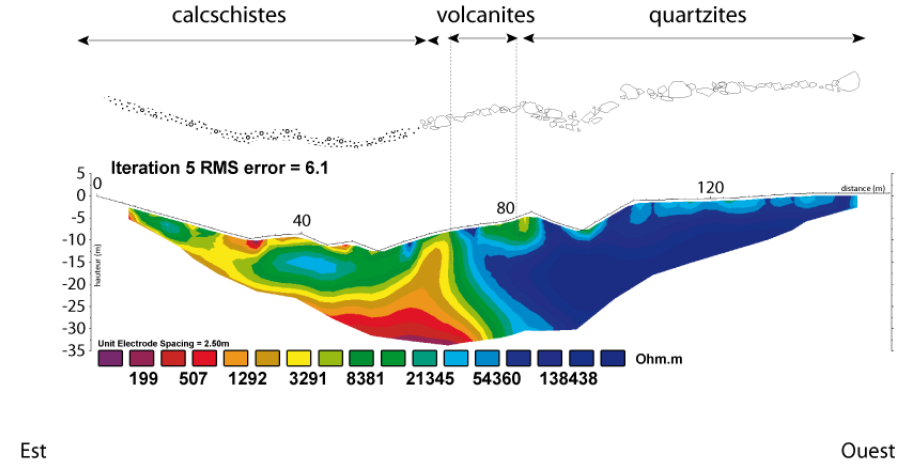 calcschistes volcanites quartzites
Iteration 5 RMS error = 6.1
5
0
-5
-10
-15
-20
-25
-30
-35
hauteur (m)
0 40 80 120
distance (m)
Unit Electrode Spacing = 2.50m
Ohm.m
199 507 1292 3291 8381 21345 54360 138438
Est Ouest